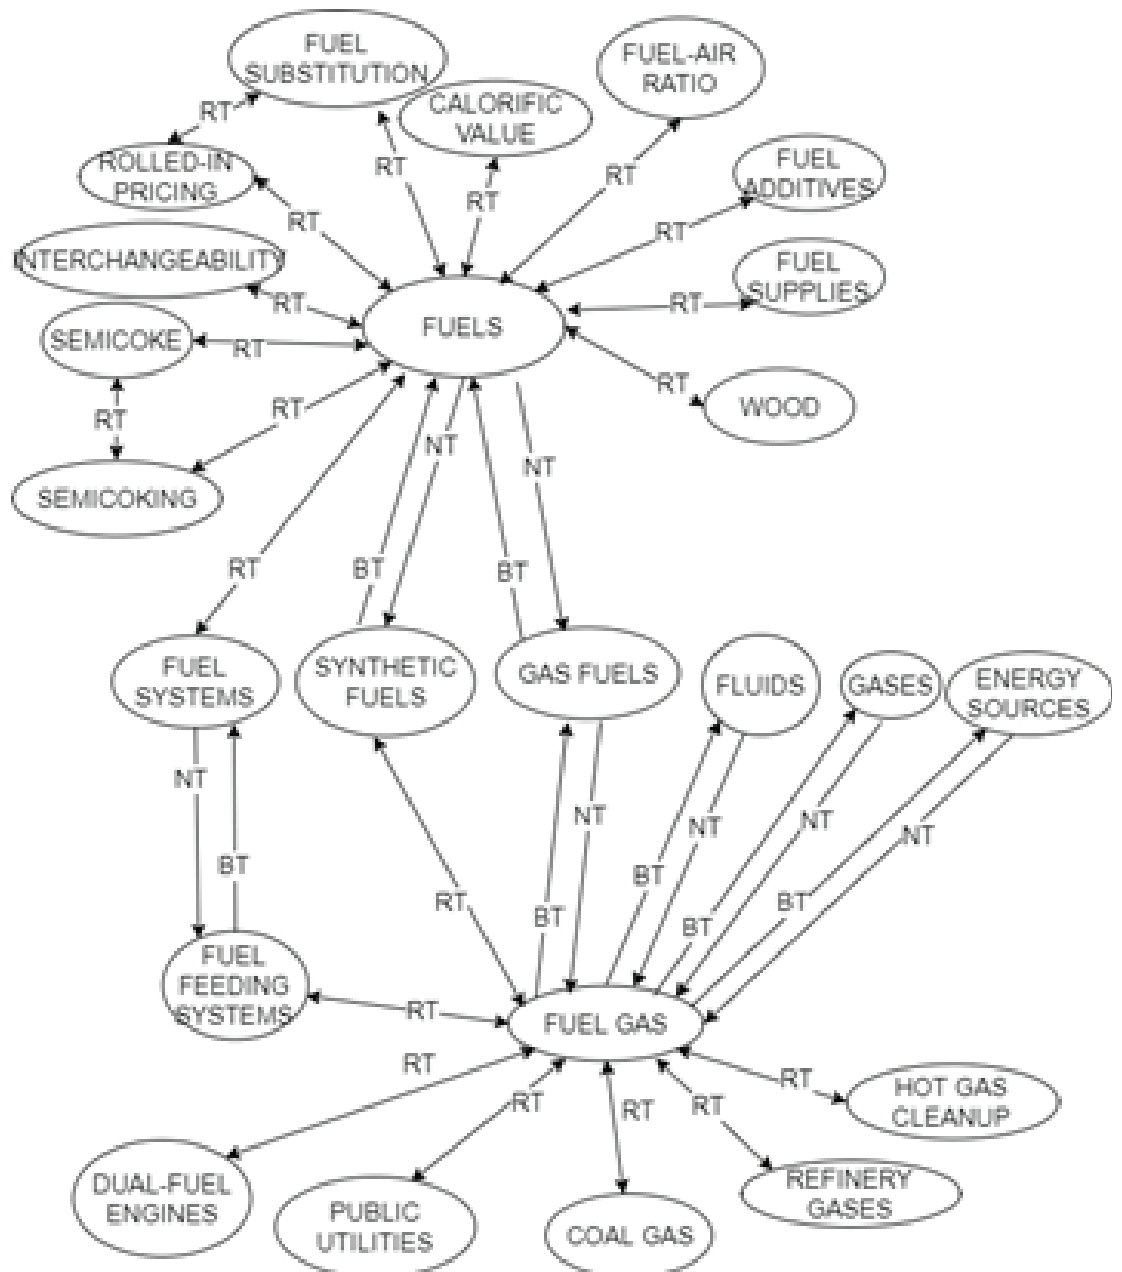 FUEL
SUBSTITUTION
FUEL-AIR
RATIO
CALORIFIC
VALUE
RT
ROLLED-IN
PRICING
RT
RT
FUEL
ADDITIVES
RT
RT
RT
INTERCHANGEABILITY
FUEL
SUPPLIES
RT
RT
FUELS
SEMICOKE
RT
RT
WOOD
RT
RT
NT
NT
SEMICOKING
RT
BT
BT
FUEL
SYSTEMS
SYNTHETIC
FUELS
GAS FUELS
FLUIDS
GASES
ENERGY
SOURCES
NT
NT
NT
NT
NT
BT
BT
RT
BT
BT
BT
FUEL
FEEDING
SYSTEMS
RT
FUEL GAS
RT
RT
RT
RT
RT
HOT GAS
CLEANUP
DUAL-FUEL
ENGINES
PUBLIC
UTILITIES
COAL GAS
REFINERY
GASES